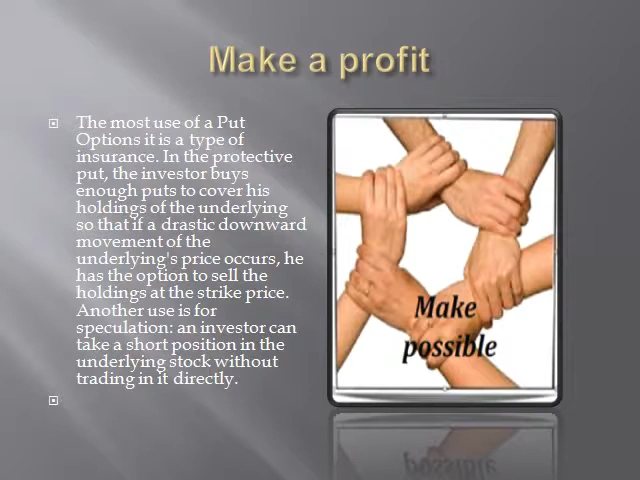 Make a profit
The most use of a Put
Options it is a type of
insurance. In the protective
put, the investor buys
enough puts to cover his
holdings of the underlying
so that if a drastic downward
movement of the
underlying's price occurs, he
has the option to sell the
holdings at the strike price.
Another use is for
speculation: an investor can
take a short position in the
underlying stock without
trading in it directly.
Make
possible